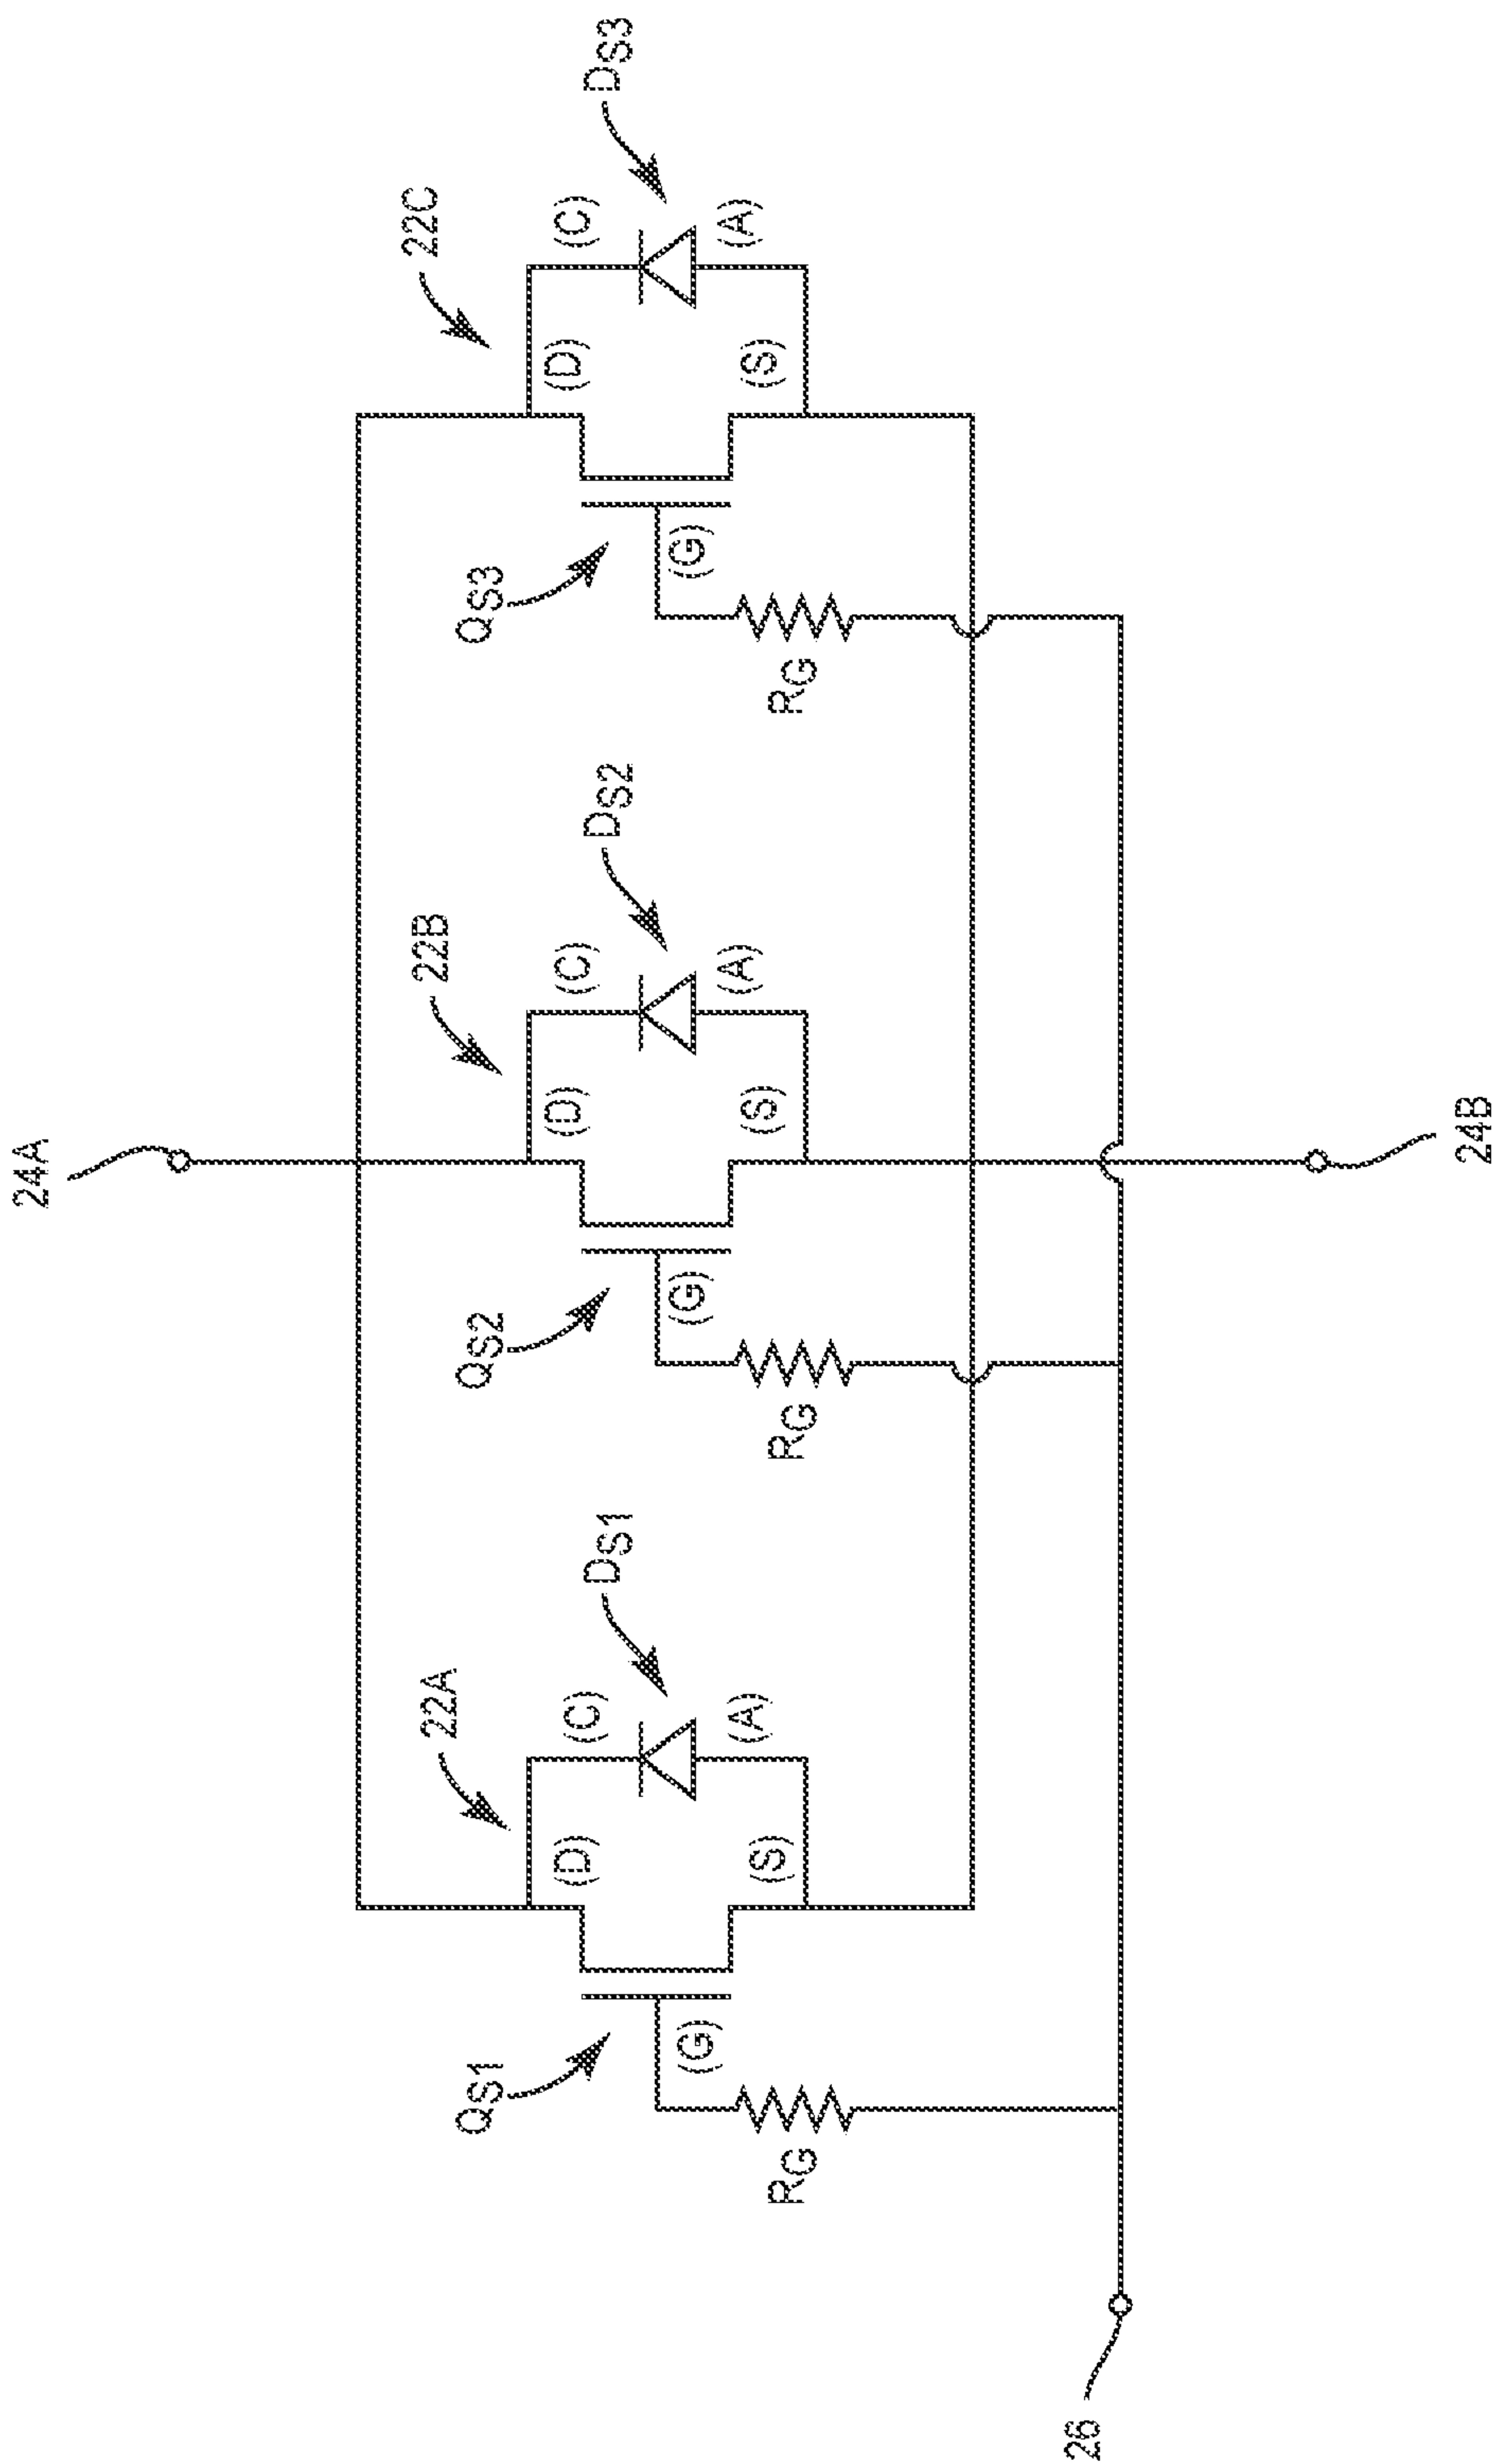 24A
22A
22B
22C
QS1
DS1
QS2
DS2
QS3
DS3
(D)
(C)
(D)
(C)
(D)
(C)
(G)
(S)
(A)
(G)
(S)
(A)
(G)
(S)
(A)
RG
RG
RG
26
24B